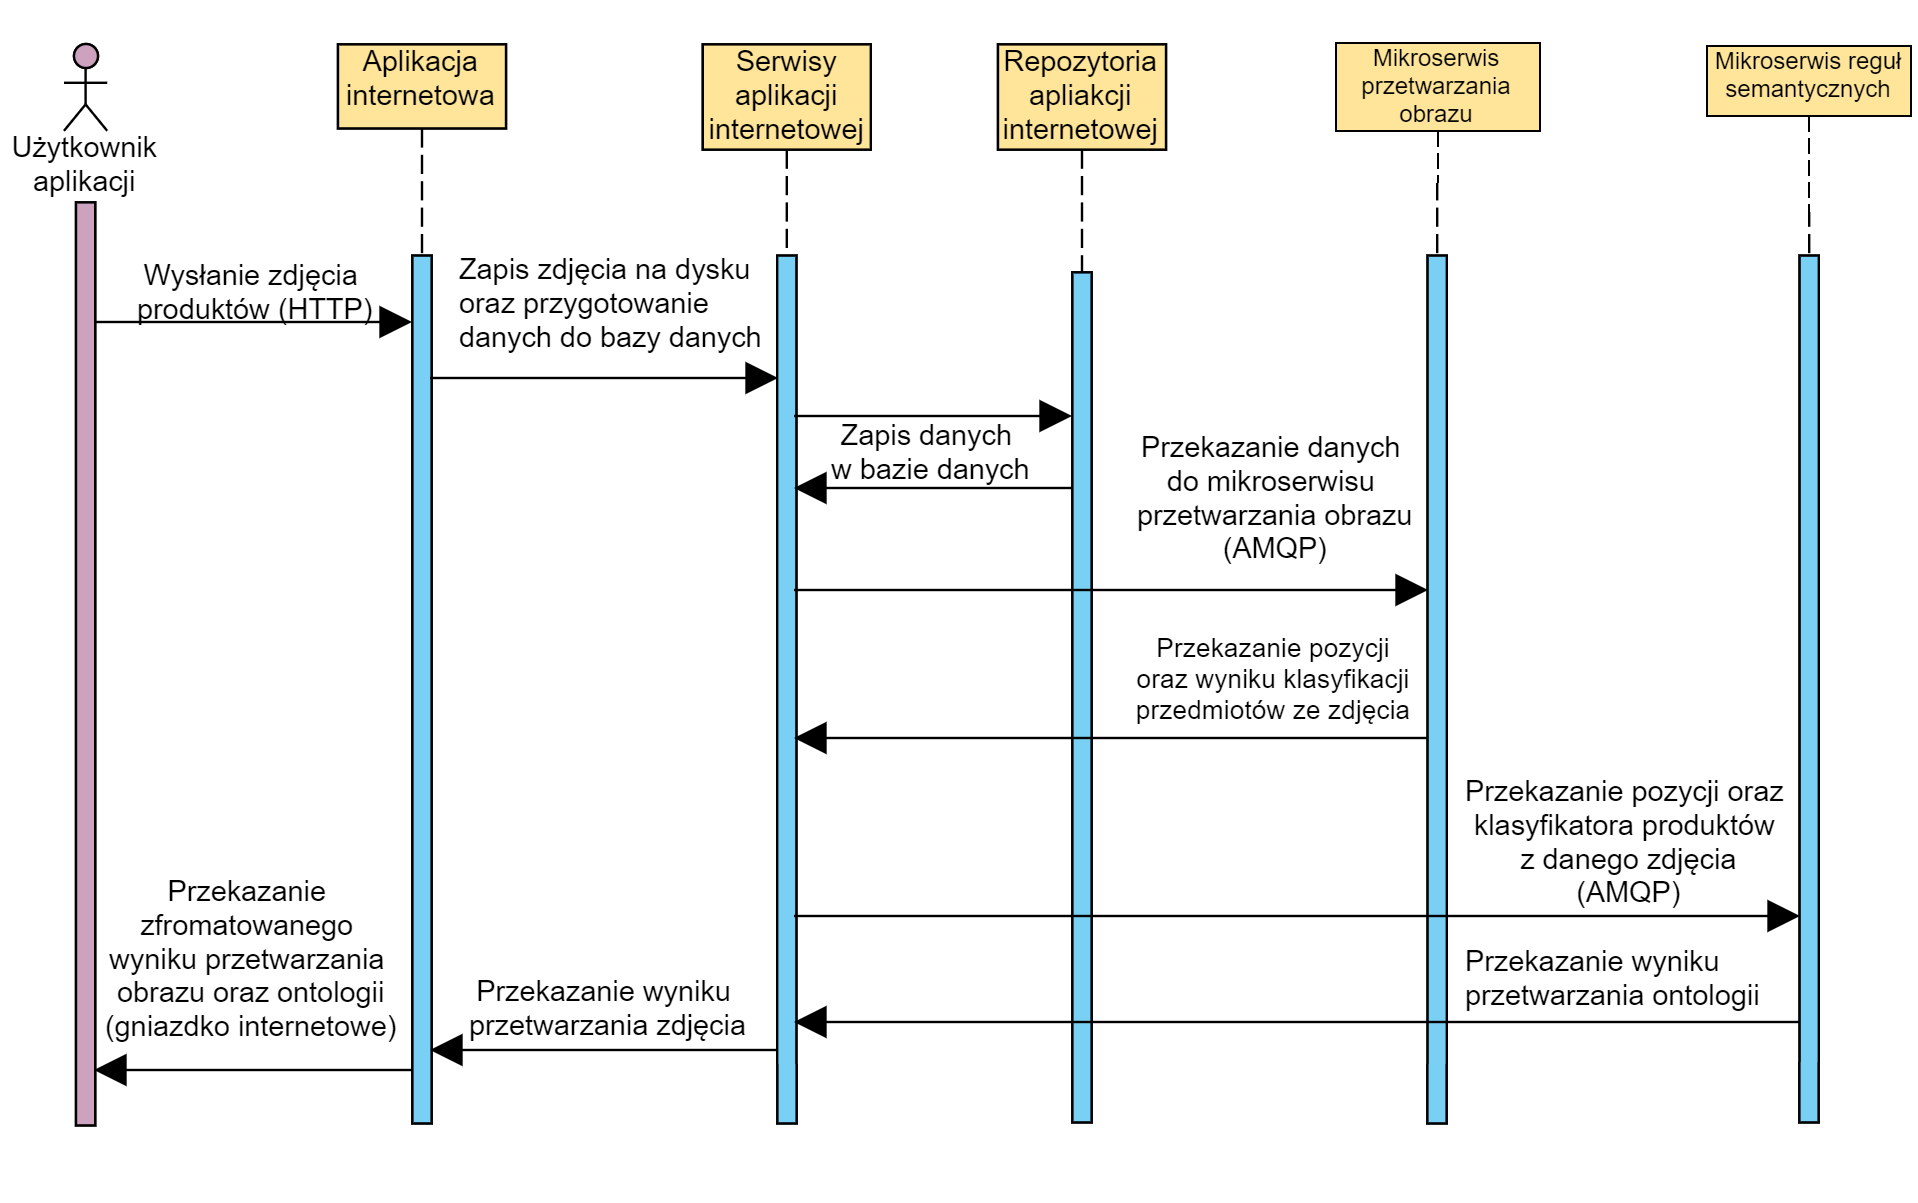 Użytkownik
aplikacji
Aplikacja
internetowa
Serwisy
aplikacji
internetowej
Repozytoria
apliakcji
internetowej
Mikroserwis
przetwarzania
obrazu
Mikroserwis reguł
semantycznych
Wysłanie zdjęcia
produktów (HTTP)
Zapis zdjęcia na dysku
oraz przygotowanie
danych do bazy danych
Zapis danych
w bazie danych
Przekazanie danych
do mikroserwisu
przetwarzania obrazu
(AMQP)
Przekazanie pozycji
oraz wyniku klasyfikacji
przedmiotów ze zdjęcia
Przekazanie pozycji oraz
klasyfikatora produktów
z danego zdjęcia
(AMQP)
Przekazanie wyniku
przetwarzania ontologii
Przekazanie wyniku
przetwarzania zdjęcia
Przekazanie
zfromatowanego
wyniku przetwarzania
obrazu oraz ontologii
(gniazdko internetowe)